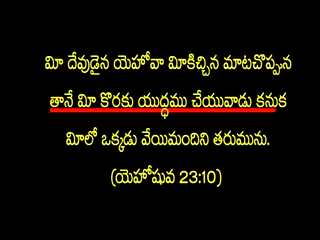 మీ దేవుడైన యెహోవా మీకిచ్చిన మాటచొప్పున
తానే మీ కొరకు యుద్ధము చేయువాడు కనుక
మీలో ఒక్కడు వేయిమందిని తరుమును.
(యెహోషువ 23:10)